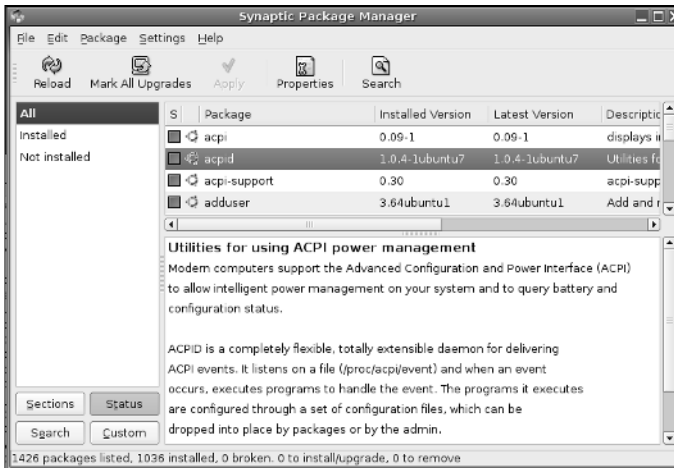 Synaptic Package Manager
File Edit Package Settings Help
Reload Mark All Upgrades Apply Properties Search
All
Installed
Not installed
S Package Installed Version Latest Version Descriptio
acpi 0.09-1 0.09-1 displays i
acpid 1.0.4-1ubuntu7 1.0.4-1ubuntu7 Utilities fo
acpi-support 0.30 0.30 acpi-supp
adduser 3.64ubuntu1 3.64ubuntu1 Add and r
Utilities for using ACPI power management
Modern computers support the Advanced Configuration and Power Interface (ACPI)
to allow intelligent power management on your system and to query battery and
configuration status.
ACPID is a completely flexible, totally extensible daemon for delivering
ACPI events. It listens on a file (/proc/acpi/event) and when an event
occurs, executes programs to handle the event. The programs it executes
are configured through a set of configuration files, which can be
dropped into place by packages or by the admin.
Sections Status
Search Custom
1426 packages listed, 1036 installed, 0 broken. 0 to install/upgrade, 0 to remove